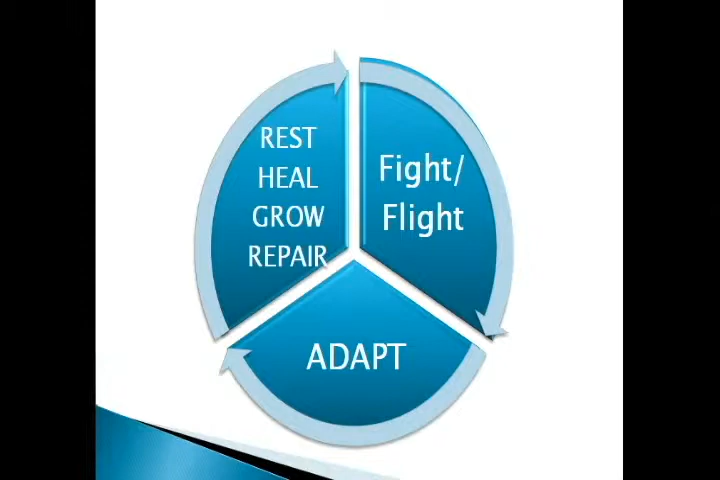 REST
HEAL
GROW
REPAIR
Fight/
Flight
ADAPT